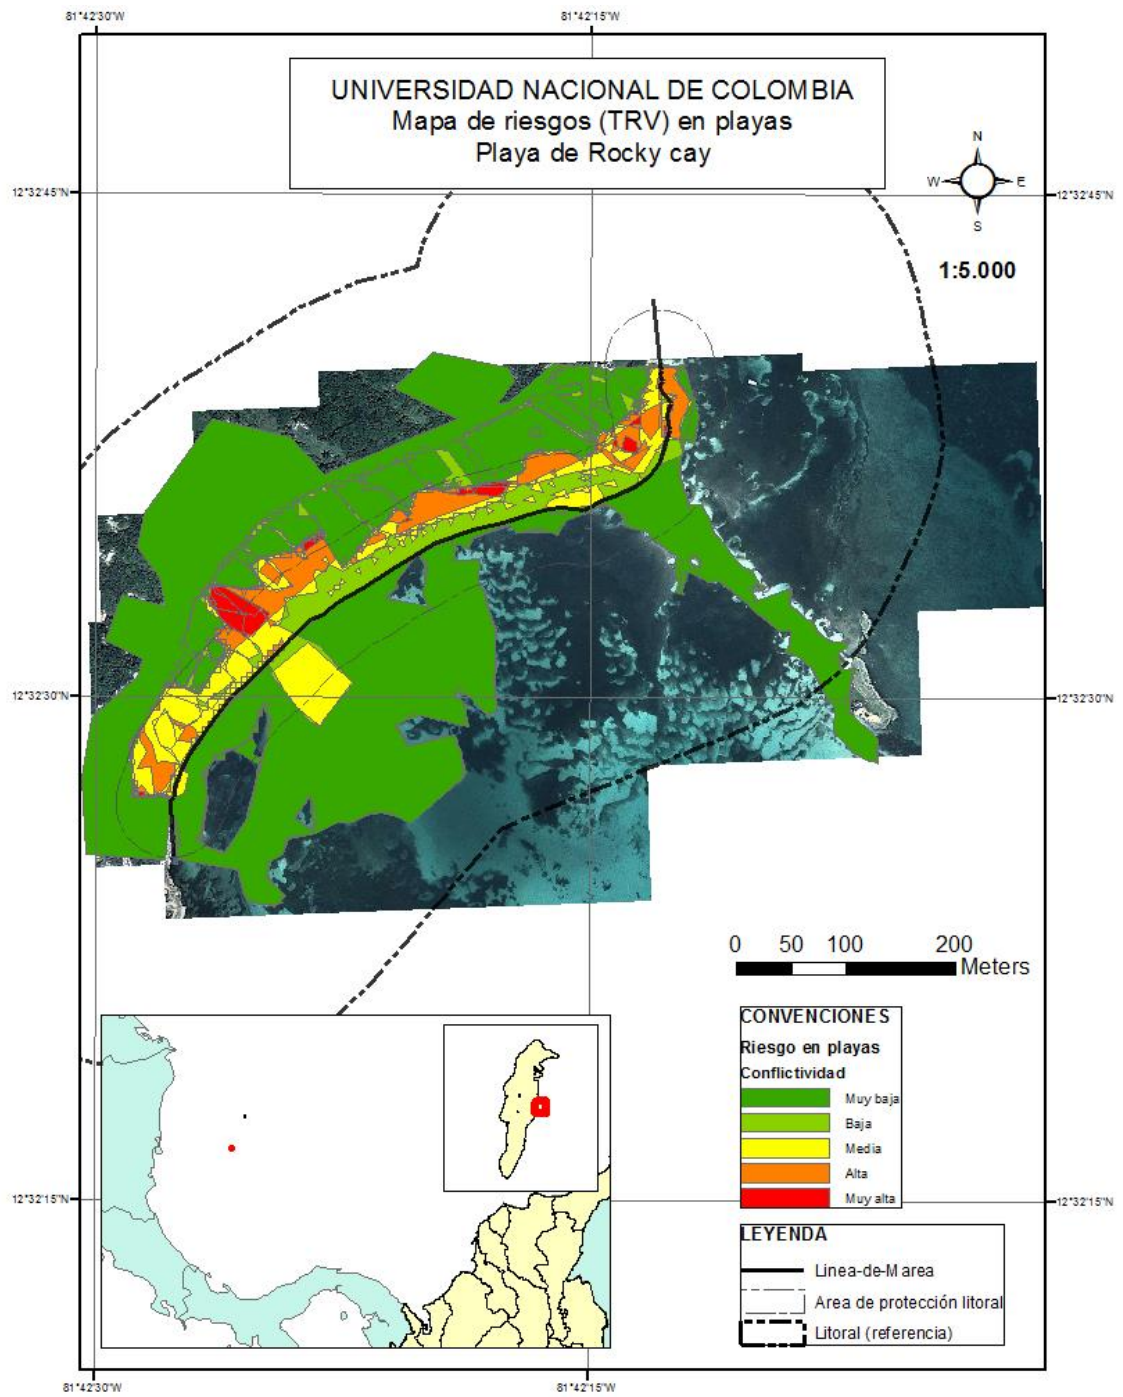 81°42'30"W
81°42'15"W
UNIVERSIDAD NACIONAL DE COLOMBIA
Mapa de riesgos (TRV) en playas
Playa de Rocky cay
N
W E
S
12°32'45"N
12°32'45"N
1:5.000
12°32'30"N
12°32'30"N
0 50 100 200
Meters
CONVENCIONES
Riesgo en playas
Conflictividad
Muy baja
Baja
Media
Alta
Muy alta
12°32'15"N
12°32'15"N
LEYENDA
Linea-de-Marea
Area de protección litoral
Litoral (referencia)
81°42'30"W
81°42'15"W